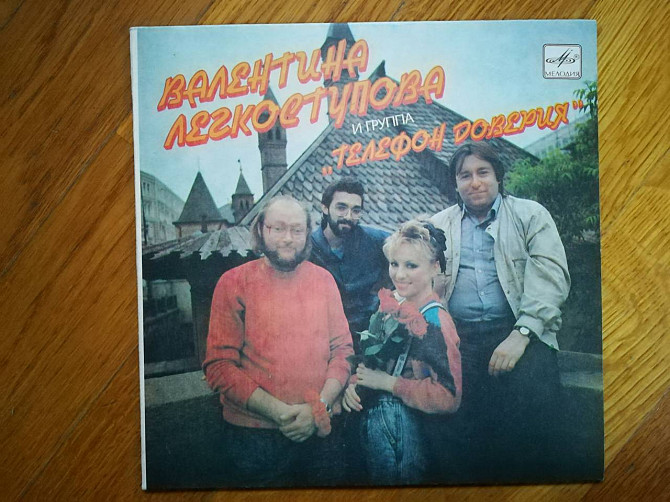 ВАЛЕНТИНА
ЛЕГКОСТУПОВА
И ГРУППА
"ТЕЛЕФОН ДОВЕРИЯ"
МЕЛОДИЯ